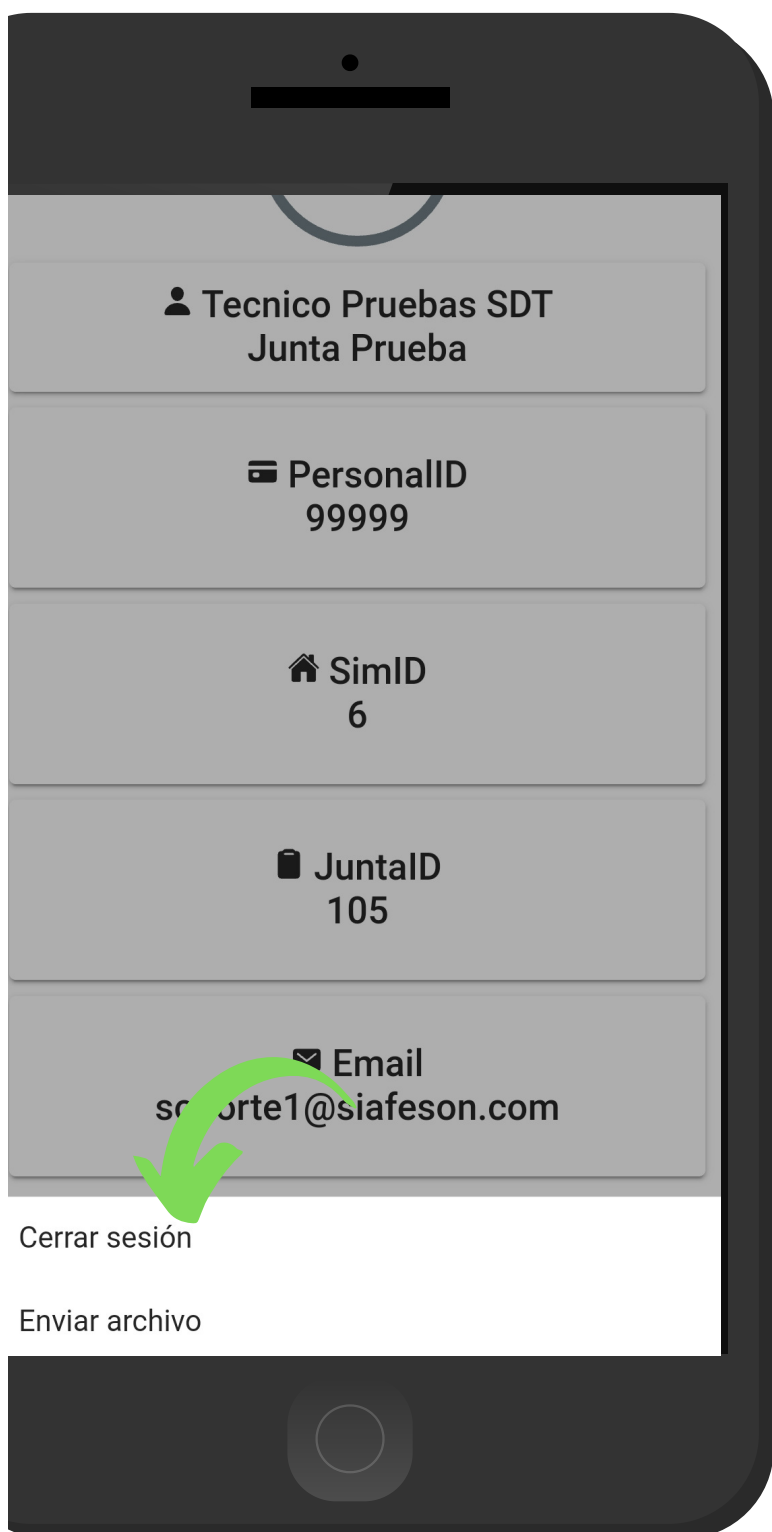 Tecnico Pruebas SDT
Junta Prueba
PersonalID
99999
SimID
6
JuntaID
105
Email
Cerrar sesión
Enviar archivo